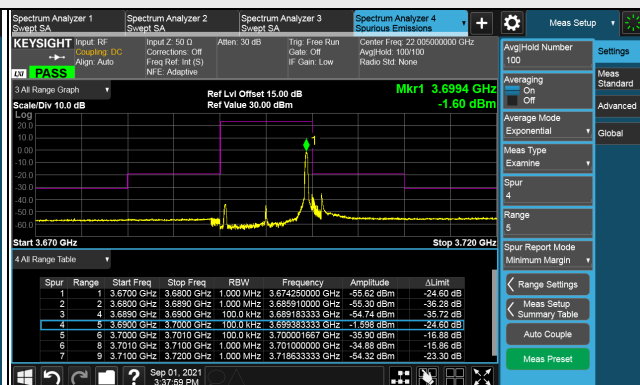 Spectrum Analyzer 1
Swept SA
Spectrum Analyzer 2
Swept SA
Spectrum Analyzer 3
Swept SA
Spectrum Analyzer 4
Spurious Emissions
Meas Setup
KEYSIGHT
Input: RF
Coupling: DC
Align: Auto
Input Z: 50 Ω
Corrections: Off
Freq Ref: Int (S)
NFE: Adaptive
Atten: 30 dB
Trig: Free Run
Gate: Off
IF Gain: Low
Center Freq: 22.005000000 GHz
Avg|Hold: 100/100
Radio Std: None
LXI
PASS
3 All Range Graph
Scale/Div 10.0 dB
Ref Lvl Offset 15.00 dB
Ref Value 30.00 dBm
Mkr1 3.6994 GHz
-1.60 dBm
Log
20.0
10.0
0.00
-10.0
-20.0
-30.0
-40.0
-50.0
-60.0
1
Start 3.670 GHz
Stop 3.720 GHz
4 All Range Table
Spur Range Start Freq Stop Freq RBW Frequency Amplitude ΔLimit
1 1 3.6700 GHz 3.6800 GHz 1.000 MHz 3.674250000 GHz -55.62 dBm -24.60 dB
2 2 3.6800 GHz 3.6890 GHz 1.000 MHz 3.685910000 GHz -55.30 dBm -36.28 dB
3 4 3.6890 GHz 3.6900 GHz 100.0 kHz 3.689183333 GHz -54.74 dBm -35.72 dB
4 5 3.6900 GHz 3.7000 GHz 100.0 kHz 3.699383333 GHz -1.598 dBm -24.60 dB
5 6 3.7000 GHz 3.7010 GHz 100.0 kHz 3.700001667 GHz -35.90 dBm -16.88 dB
6 8 3.7010 GHz 3.7100 GHz 1.000 MHz 3.701000000 GHz -34.88 dBm -15.86 dB
7 9 3.7100 GHz 3.7200 GHz 1.000 MHz 3.718633333 GHz -54.32 dBm -23.30 dB
Avg|Hold Number
100
Averaging
On
Off
Average Mode
Exponential
Meas Type
Examine
Spur
4
Range
5
Spur Report Mode
Minimum Margin
Range Settings
Meas Setup
Summary Table
Auto Couple
Meas Preset
Settings
Meas
Standard
Advanced
Global
?
Sep 01, 2021
3:37:59 PM